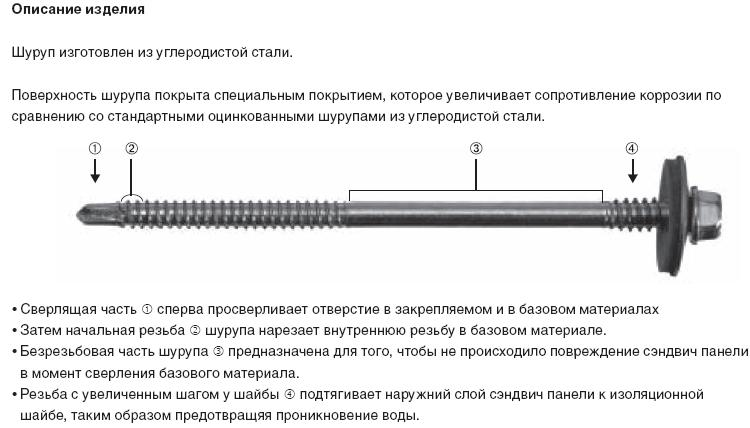 Описание изделия
Шуруп изготовлен из углеродистой стали.
Поверхность шурупа покрыта специальным покрытием, которое увеличивает сопротивление коррозии по
сравнению со стандартными оцинкованными шурупами из углеродистой стали.
① ② ③ ④
• Сверлящая часть ① сперва просверливает отверстие в закрепляемом и в базовом материалах
• Затем начальная резьба ② шурупа нарезает внутреннюю резьбу в базовом материале.
• Безрезьбовая часть шурупа ③ предназначена для того, чтобы не происходило повреждение сэндвич панели
в момент сверления базового материала.
• Резьба с увеличенным шагом у шайбы ④ подтягивает наружний слой сэндвич панели к изоляционной
шайбе, таким образом предотвращяя проникновение воды.